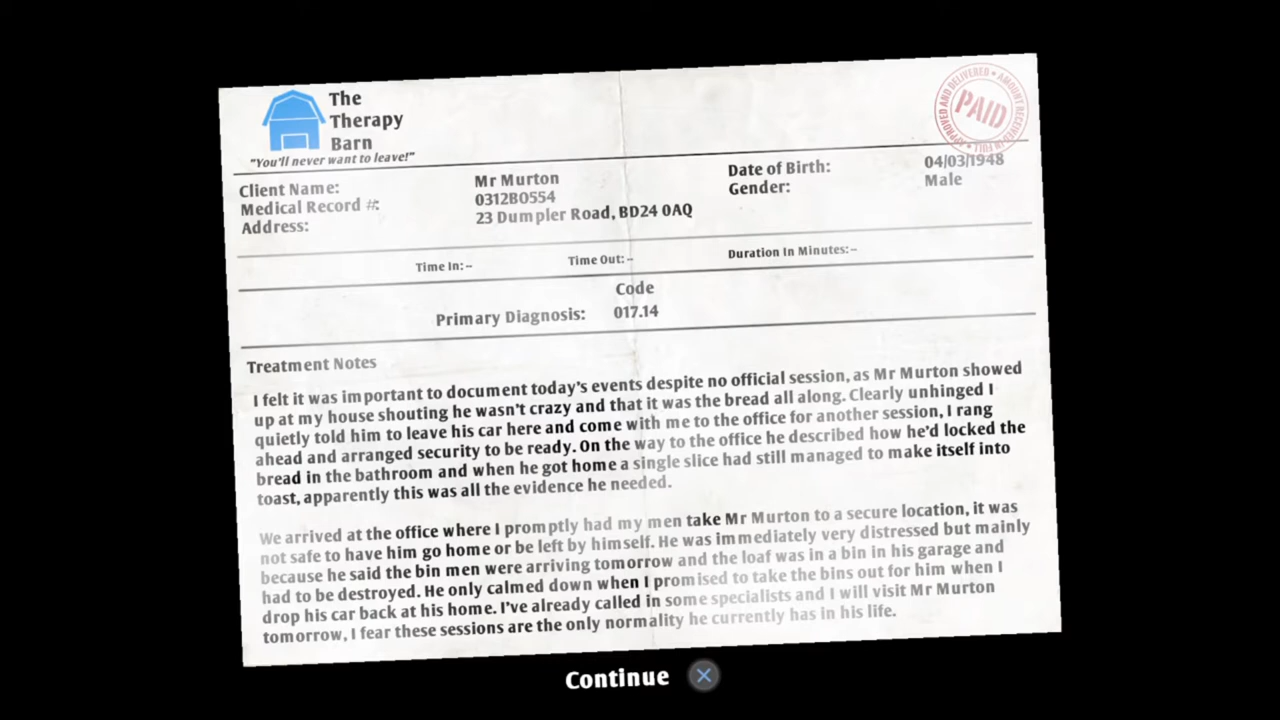 The
Therapy
Barn
"You'll never want to leave!"
APPROVED AND DELIVERED • AMOUNT RECEIVED IN FULL •
PAID
Client Name: Mr Murton Date of Birth: 04/03/1948
Medical Record #: 0312B0554 Gender: Male
Address: 23 Dumpler Road, BD24 0AQ
Time In: – Time Out: – Duration In Minutes: –
Code
Primary Diagnosis: 017.14
Treatment Notes
I felt it was important to document today's events despite no official session, as Mr Murton showed
up at my house shouting he wasn't crazy and that it was the bread all along. Clearly unhinged I
quietly told him to leave his car here and come with me to the office for another session, I rang
ahead and arranged security to be ready. On the way to the office he described how he'd locked the
bread in the bathroom and when he got home a single slice had still managed to make itself into
toast, apparently this was all the evidence he needed.
We arrived at the office where I promptly had my men take Mr Murton to a secure location, it was
not safe to have him go home or be left by himself. He was immediately very distressed but mainly
because he said the bin men were arriving tomorrow and the loaf was in a bin in his garage and
had to be destroyed. He only calmed down when I promised to take the bins out for him when I
drop his car back at his home. I've already called in some specialists and I will visit Mr Murton
tomorrow, I fear these sessions are the only normality he currently has in his life.
Continue